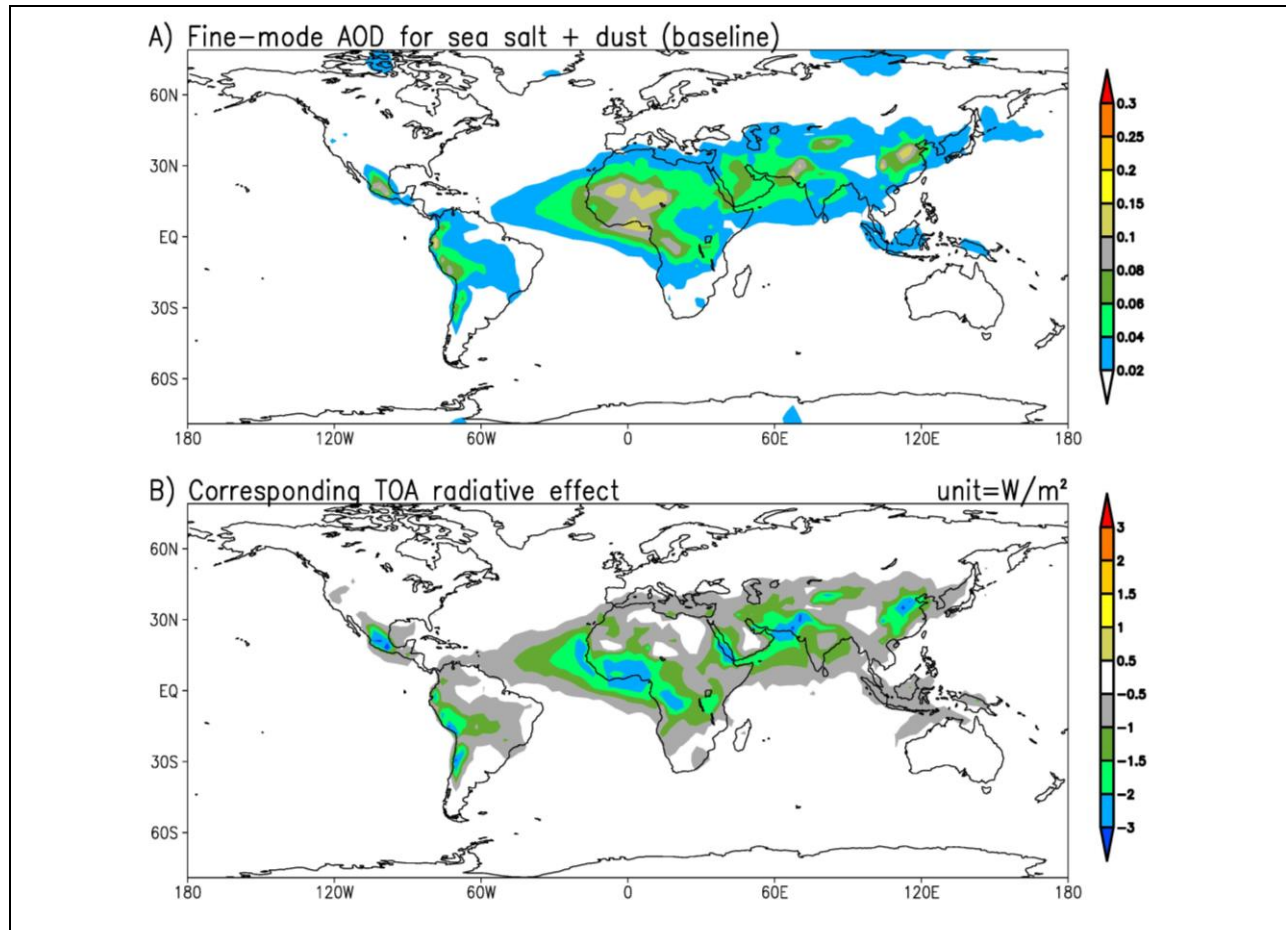 A) Fine-mode AOD for sea salt + dust (baseline)
60N
30N
EQ
30S
60S
180
120W
60W
0
60E
120E
180
0.3
0.25
0.2
0.15
0.1
0.08
0.06
0.04
0.02
B) Corresponding TOA radiative effect
unit=W/m²
60N
30N
EQ
30S
60S
180
120W
60W
0
60E
120E
180
3
2
1.5
1
0.5
-0.5
-1
-1.5
-2
-3